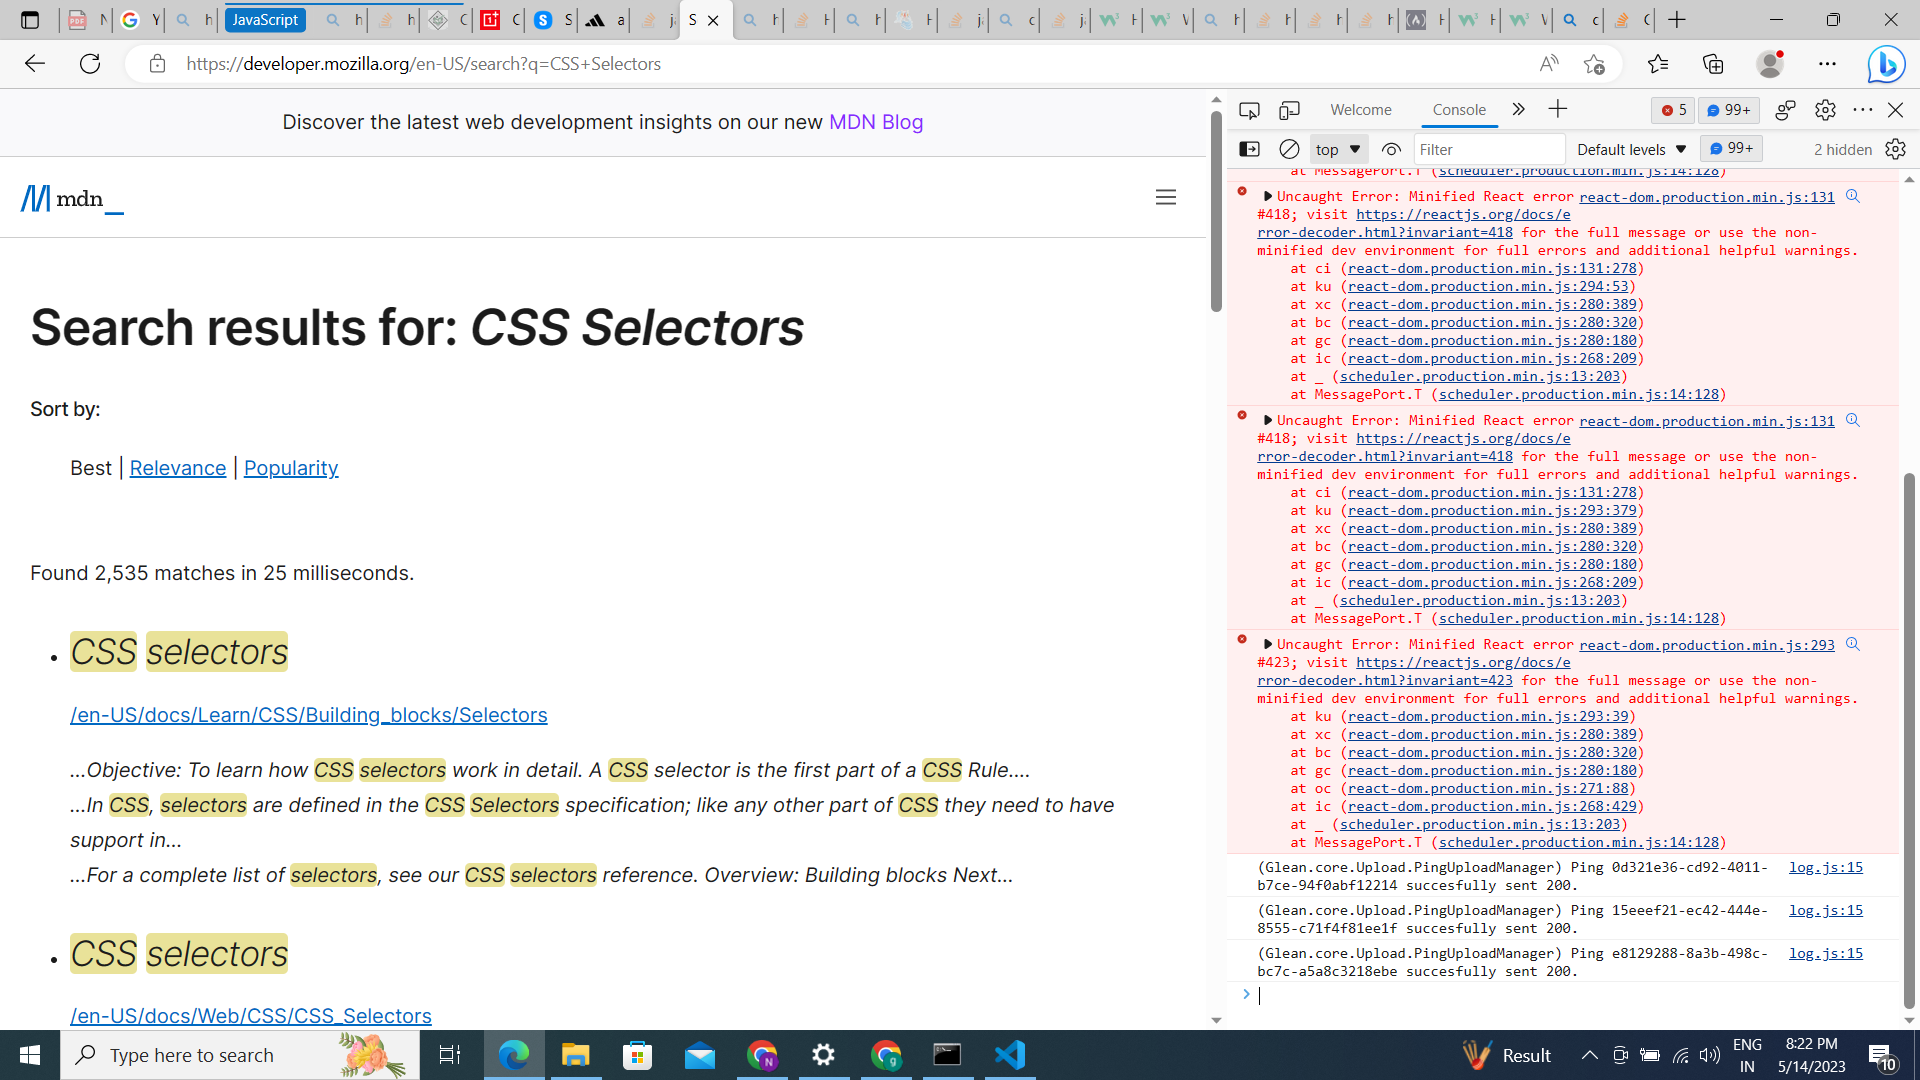 JavaScript
https://developer.mozilla.org/en-US/search?q=CSS+Selectors
Discover the latest web development insights on our new MDN Blog
mdn_
Search results for: CSS Selectors
Sort by:
Best | Relevance | Popularity
Found 2,535 matches in 25 milliseconds.
CSS selectors
/en-US/docs/Learn/CSS/Building_blocks/Selectors
...Objective: To learn how CSS selectors work in detail. A CSS selector is the first part of a CSS Rule....
...In CSS, selectors are defined in the CSS Selectors specification; like any other part of CSS they need to have
support in...
...For a complete list of selectors, see our CSS selectors reference. Overview: Building blocks Next...
CSS selectors
/en-US/docs/Web/CSS/CSS_Selectors
Welcome Console 5 99+
top Filter Default levels 99+ 2 hidden
at MessagePort.T (scheduler.production.min.js:14:128)
Uncaught Error: Minified React error react-dom.production.min.js:131
#418; visit https://reactjs.org/docs/e
rror-decoder.html?invariant=418 for the full message or use the non-
minified dev environment for full errors and additional helpful warnings.
at ci (react-dom.production.min.js:131:278)
at ku (react-dom.production.min.js:294:53)
at xc (react-dom.production.min.js:280:389)
at bc (react-dom.production.min.js:280:320)
at gc (react-dom.production.min.js:280:180)
at ic (react-dom.production.min.js:268:209)
at _ (scheduler.production.min.js:13:203)
at MessagePort.T (scheduler.production.min.js:14:128)
Uncaught Error: Minified React error react-dom.production.min.js:131
#418; visit https://reactjs.org/docs/e
rror-decoder.html?invariant=418 for the full message or use the non-
minified dev environment for full errors and additional helpful warnings.
at ci (react-dom.production.min.js:131:278)
at ku (react-dom.production.min.js:293:379)
at xc (react-dom.production.min.js:280:389)
at bc (react-dom.production.min.js:280:320)
at gc (react-dom.production.min.js:280:180)
at ic (react-dom.production.min.js:268:209)
at _ (scheduler.production.min.js:13:203)
at MessagePort.T (scheduler.production.min.js:14:128)
Uncaught Error: Minified React error react-dom.production.min.js:293
#423; visit https://reactjs.org/docs/e
rror-decoder.html?invariant=423 for the full message or use the non-
minified dev environment for full errors and additional helpful warnings.
at ku (react-dom.production.min.js:293:39)
at xc (react-dom.production.min.js:280:389)
at bc (react-dom.production.min.js:280:320)
at gc (react-dom.production.min.js:280:180)
at oc (react-dom.production.min.js:271:88)
at ic (react-dom.production.min.js:268:429)
at _ (scheduler.production.min.js:13:203)
at MessagePort.T (scheduler.production.min.js:14:128)
(Glean.core.Upload.PingUploadManager) Ping 0d321e36-cd92-4011- log.js:15
b7ce-94f0abf12214 succesfully sent 200.
(Glean.core.Upload.PingUploadManager) Ping 15eeef21-ec42-444e- log.js:15
8555-c71f4f81ee1f succesfully sent 200.
(Glean.core.Upload.PingUploadManager) Ping e8129288-8a3b-498c- log.js:15
bc7c-a5a8c3218ebe succesfully sent 200.
Type here to search
Result
ENG
IN
8:22 PM
5/14/2023
10